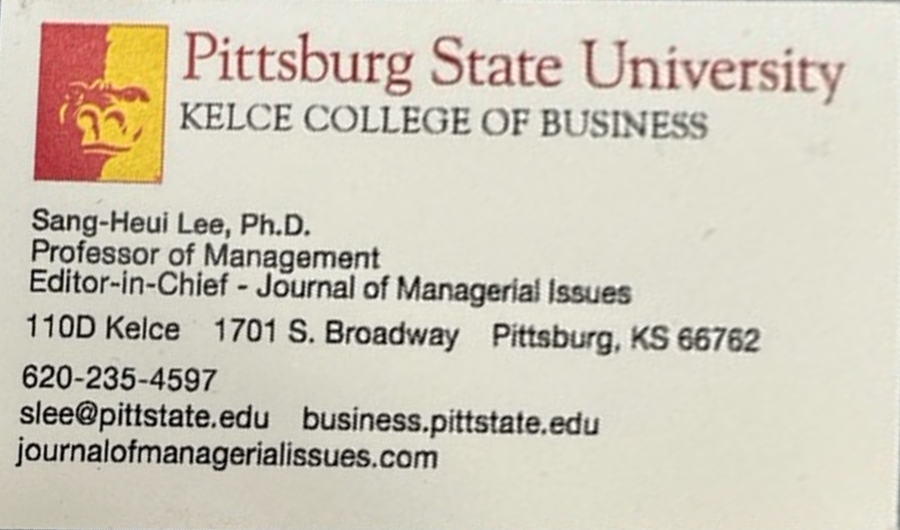 Pittsburg State University
KELCE COLLEGE OF BUSINESS
Sang-Heui Lee, Ph.D.
Professor of Management
Editor-in-Chief - Journal of Managerial Issues
110D Kelce 1701 S. Broadway Pittsburg, KS 66762
620-235-4597
slee@pittstate.edu business.pittstate.edu
journalofmanagerialissues.com